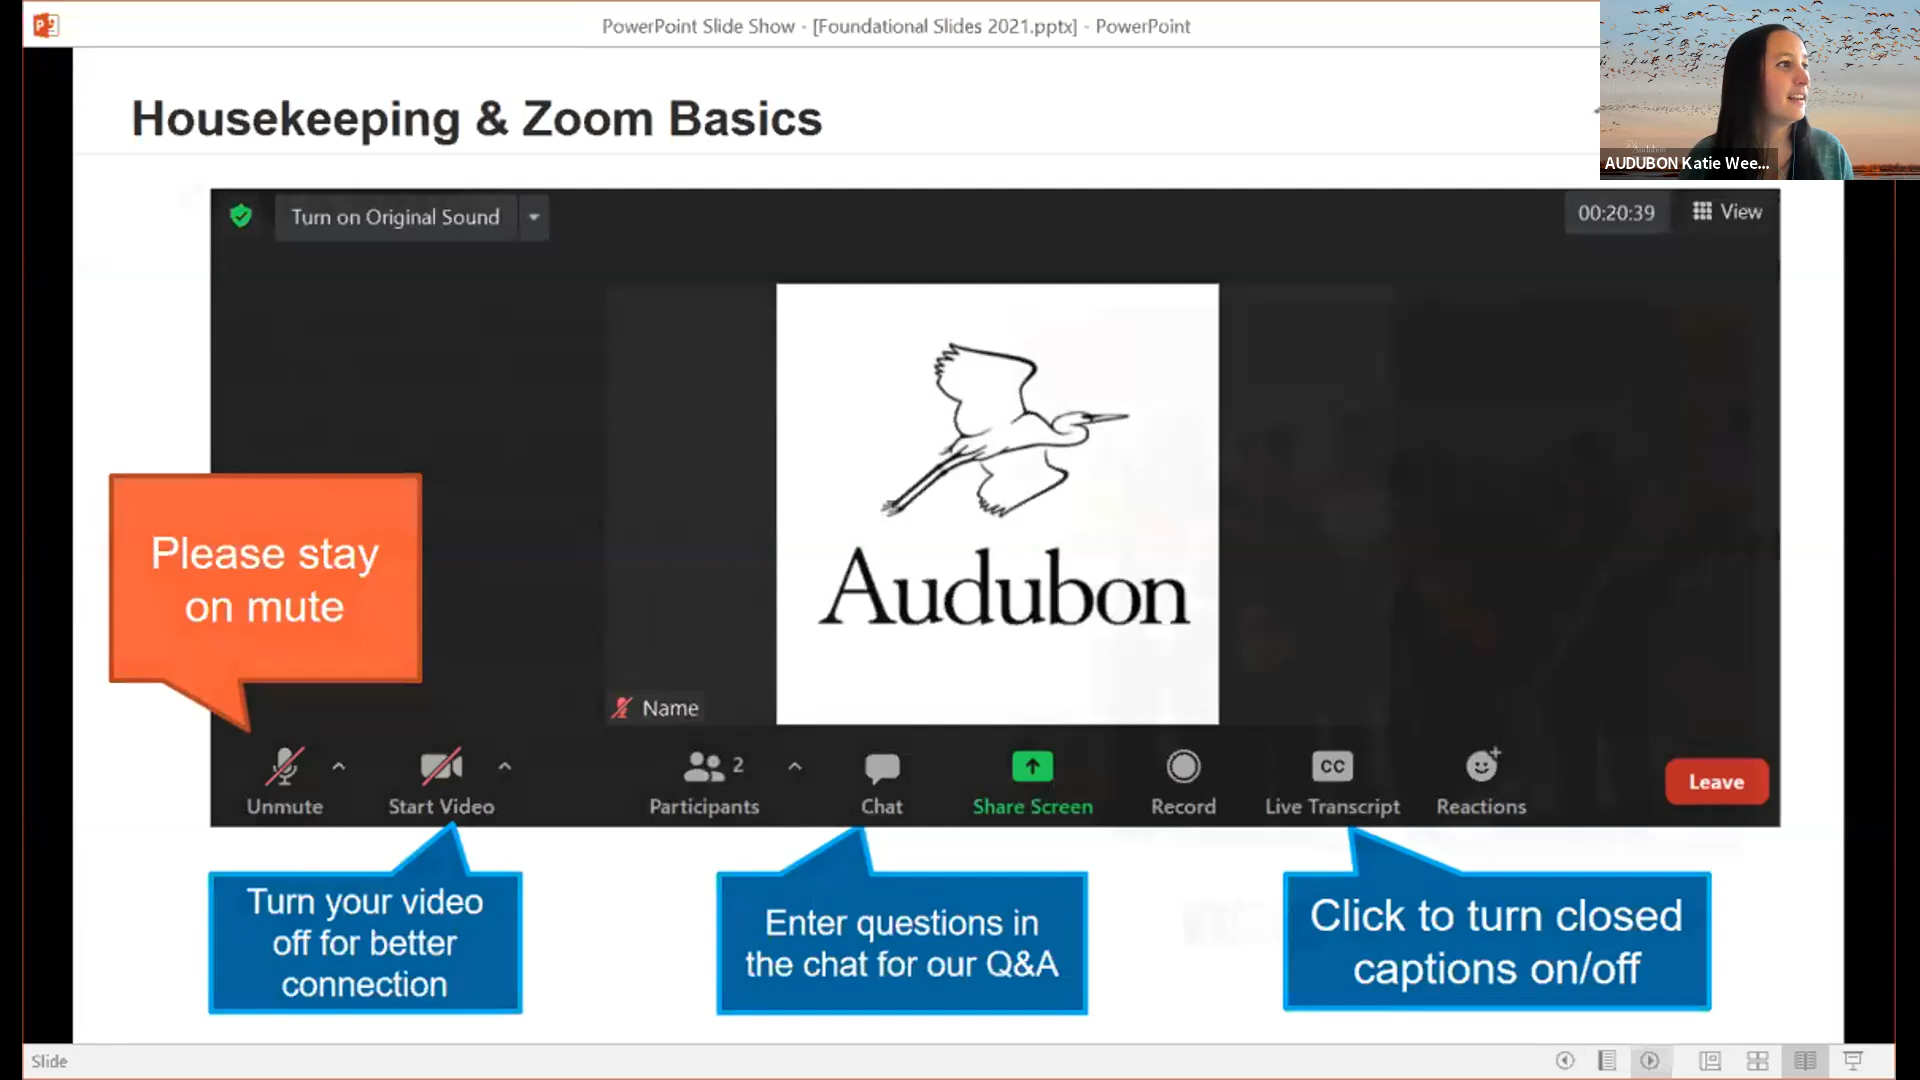 PowerPoint Slide Show - [Foundational Slides 2021.pptx] - PowerPoint
Housekeeping & Zoom Basics
AUDUBON Katie Wee...
Audubon
Turn on Original Sound
00:20:39
View
Audubon
Please stay
on mute
Name
2
CC
Unmute
Start Video
Participants
Chat
Share Screen
Record
Live Transcript
Reactions
Leave
Turn your video
off for better
connection
Enter questions in
the chat for our Q&A
Click to turn closed
captions on/off
Slide